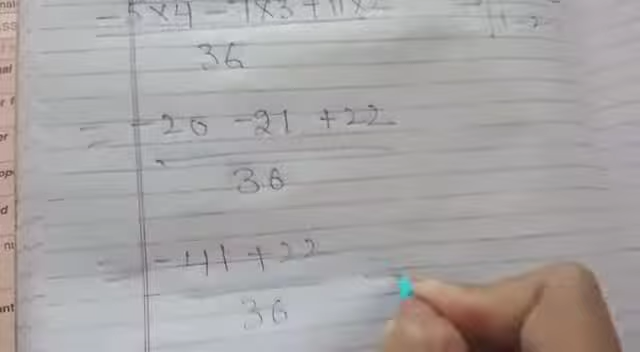 - 5×4 - 7×3 + 11×2
36
= -20 -21 +22
36
= -41 +22
36